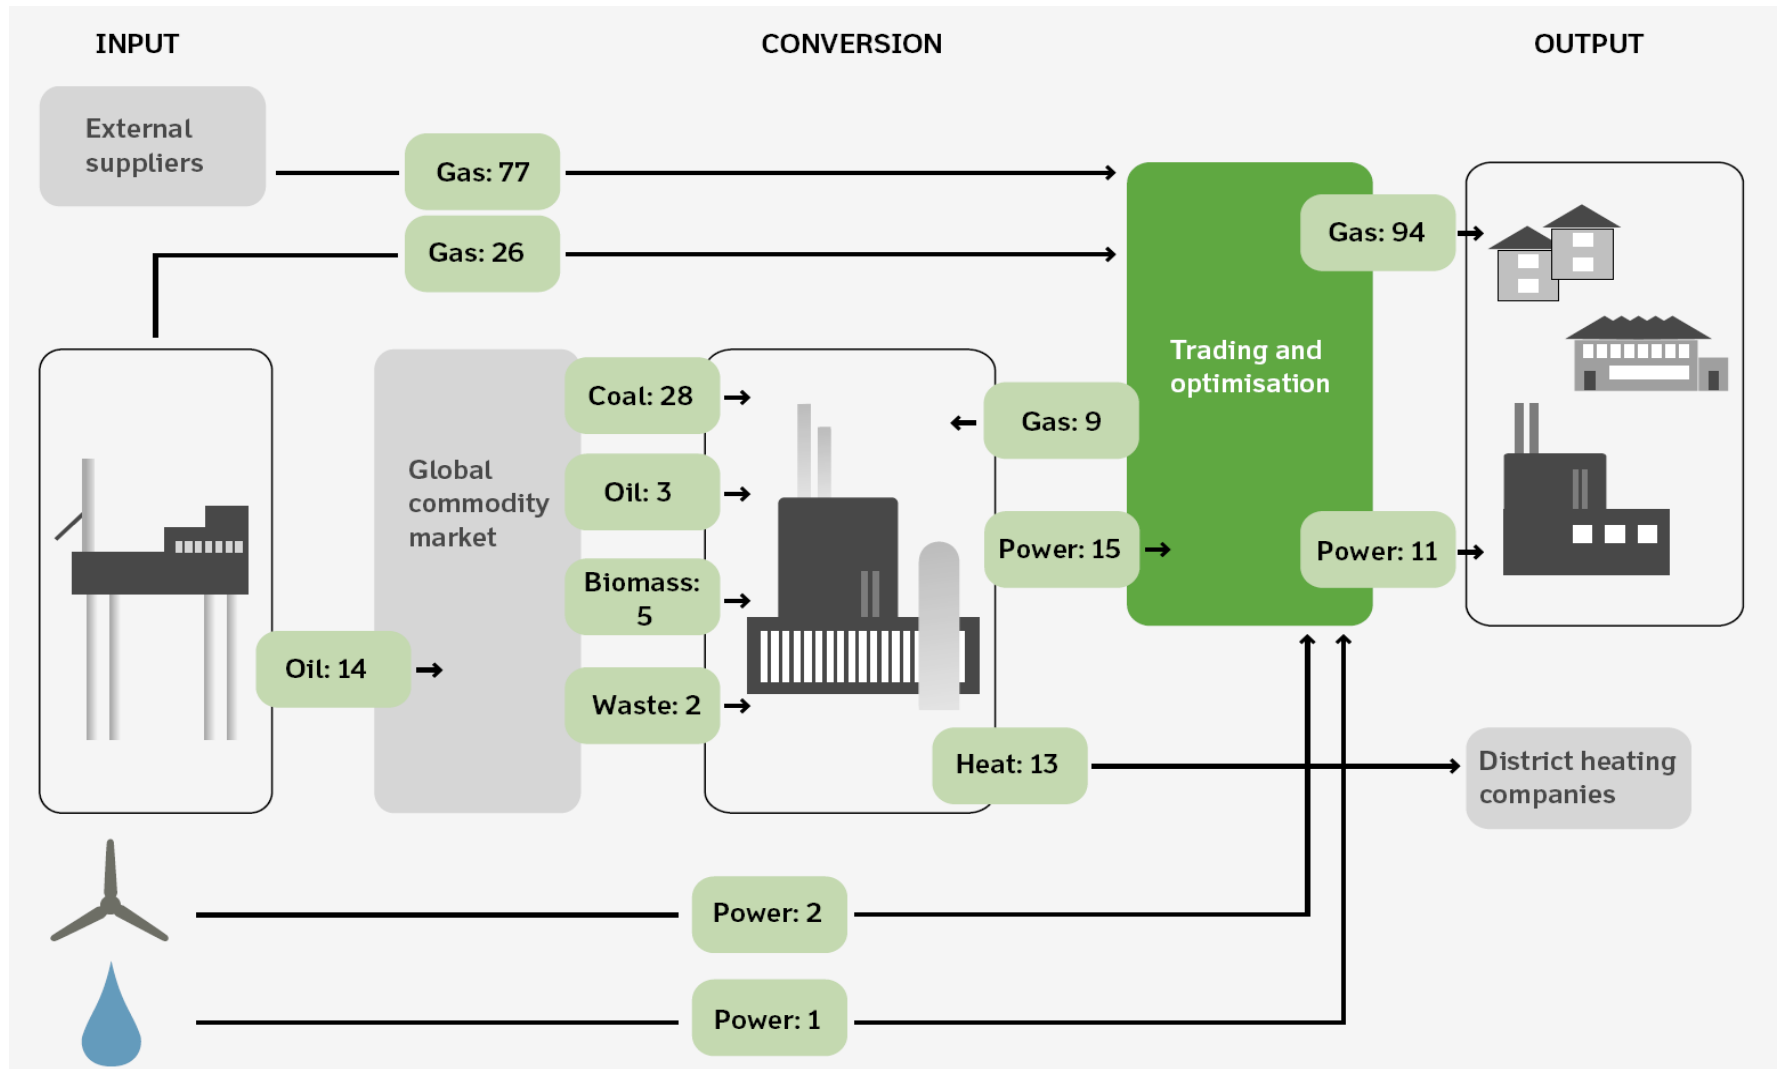 INPUT
CONVERSION
OUTPUT
External
suppliers
Gas: 77
Gas: 26
Gas: 94
Trading and
optimisation
Coal: 28
Gas: 9
Global
commodity
market
Oil: 3
Power: 15
Power: 11
Biomass:
5
Oil: 14
Waste: 2
Heat: 13
District heating
companies
Power: 2
Power: 1